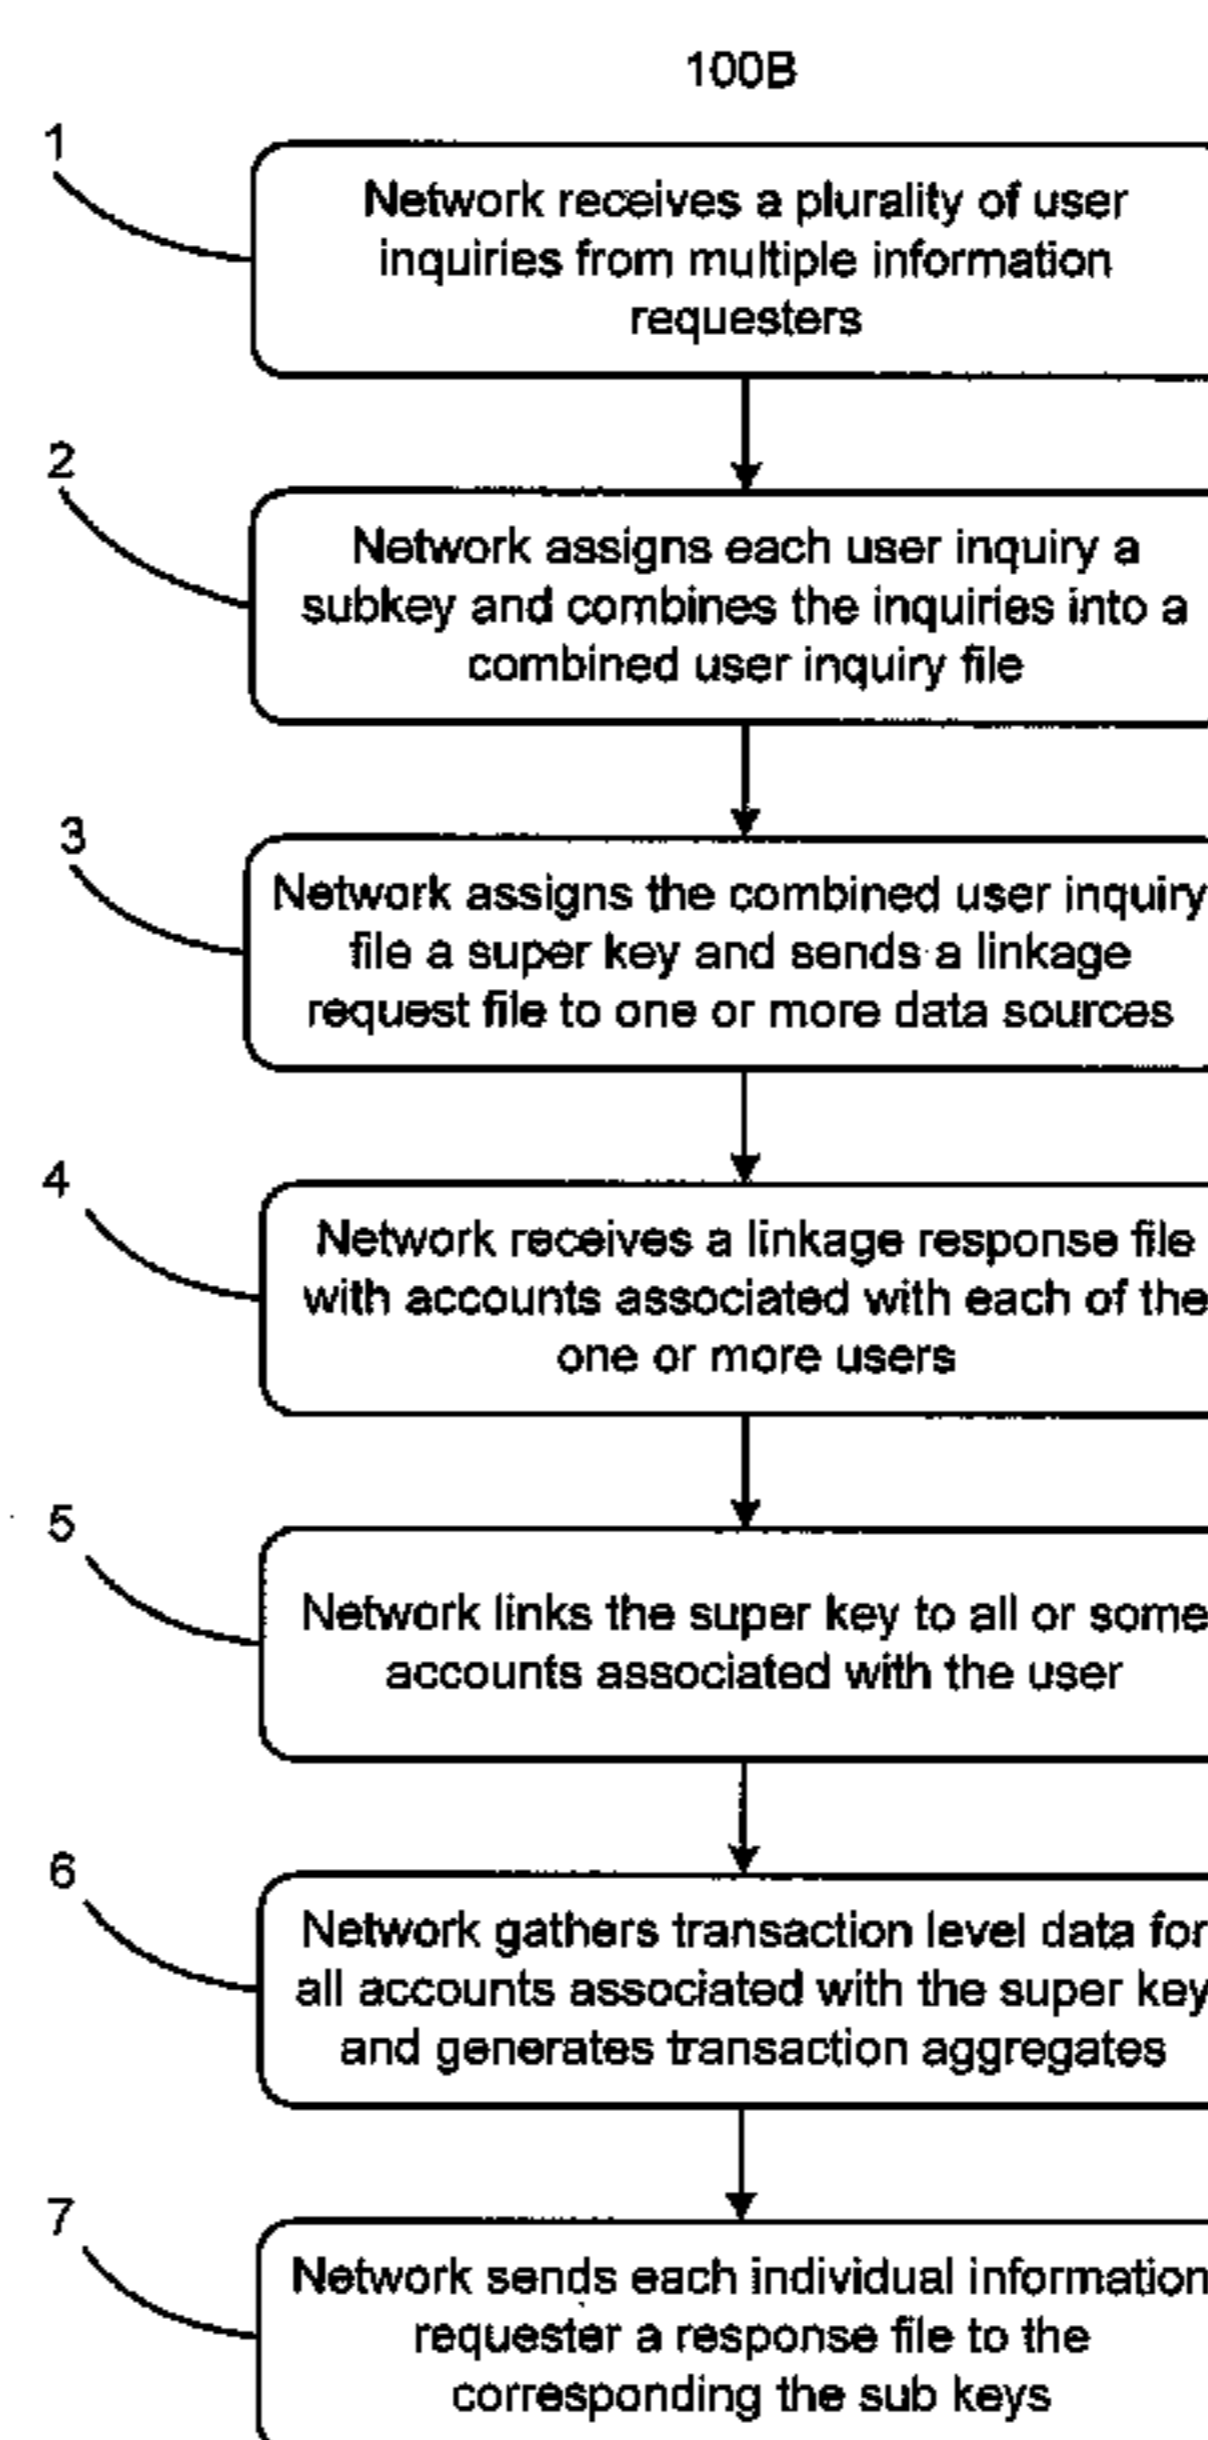 100B
1
Network receives a plurality of user
inquiries from multiple information
requesters
2
Network assigns each user inquiry a
subkey and combines the inquiries into a
combined user inquiry file
3
Network assigns the combined user inquiry
file a super key and sends a linkage
request file to one or more data sources
4
Network receives a linkage response file
with accounts associated with each of the
one or more users
5
Network links the super key to all or some
accounts associated with the user
6
Network gathers transaction level data for
all accounts associated with the super key
and generates transaction aggregates
7
Network sends each individual information
requester a response file to the
corresponding the sub keys